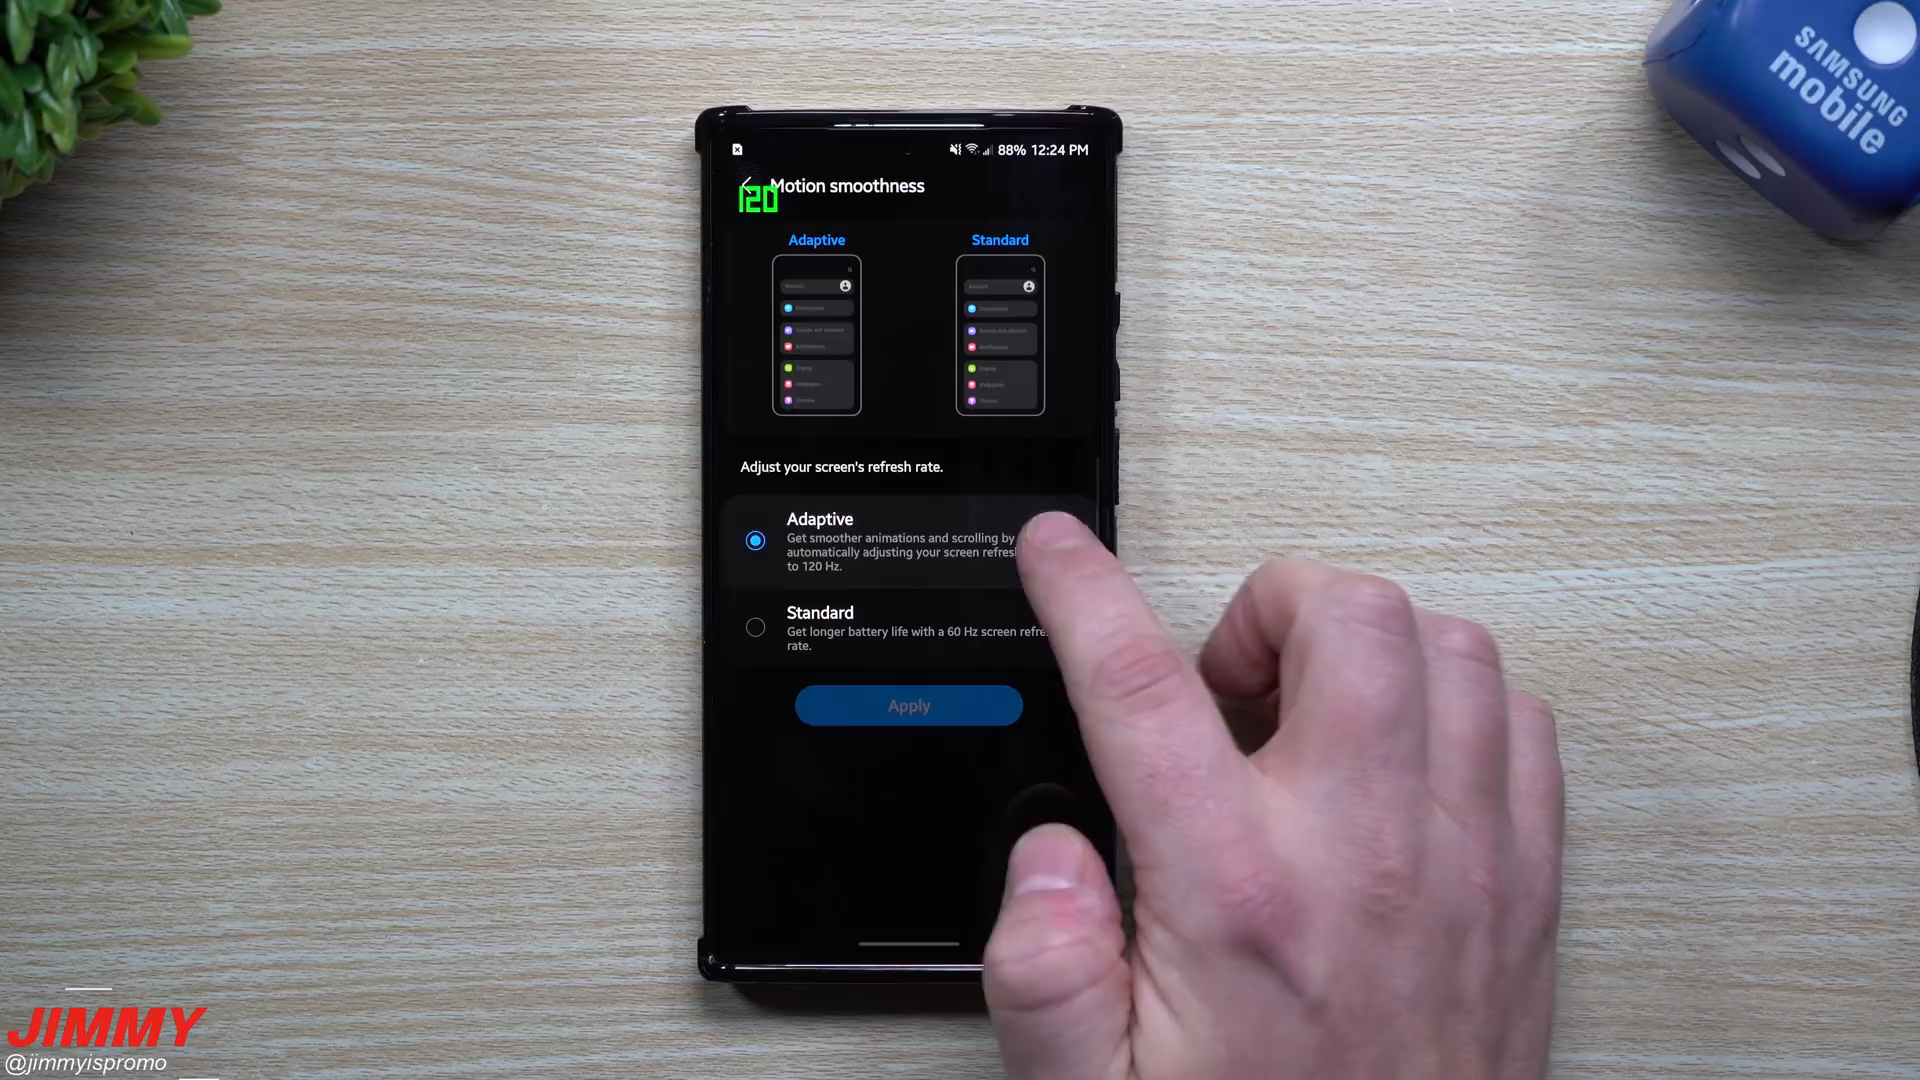 SAMSUNG
mobile
88% 12:24 PM
Motion smoothness
120
Adaptive
Standard
Adjust your screen's refresh rate.
Adaptive
Get smoother animations and scrolling by
automatically adjusting your screen refresh
to 120 Hz.
Standard
Get longer battery life with a 60 Hz screen
rate.
Apply
JIMMY
@jimmyispromo